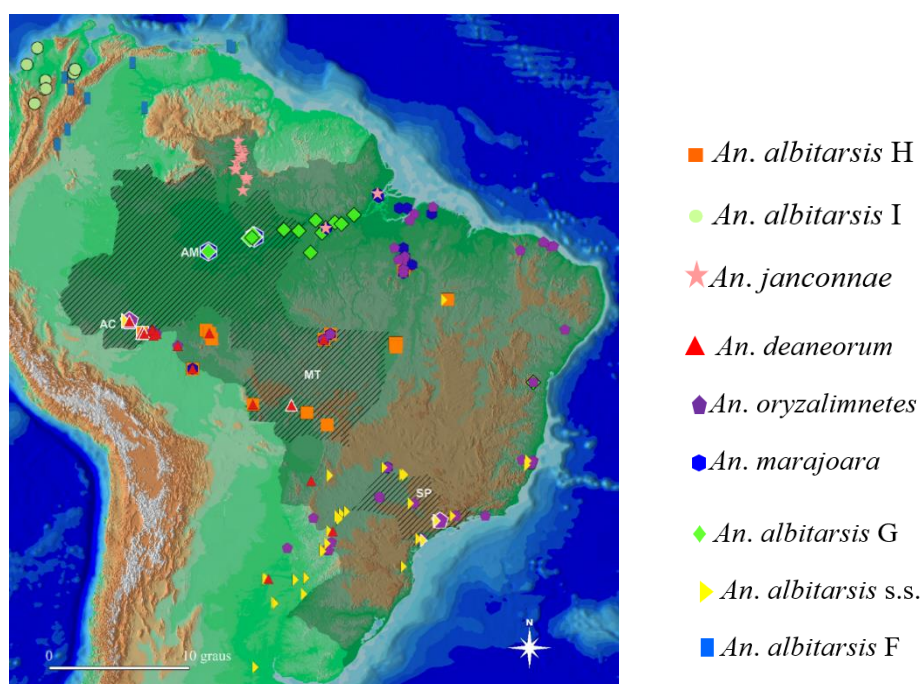 AM
AC
MT
SP
0 10 graus
N
An. albitarsis H
An. albitarsis I
An. janconnae
An. deaneorum
An. oryzalimnetes
An. marajoara
An. albitarsis G
An. albitarsis s.s.
An. albitarsis F